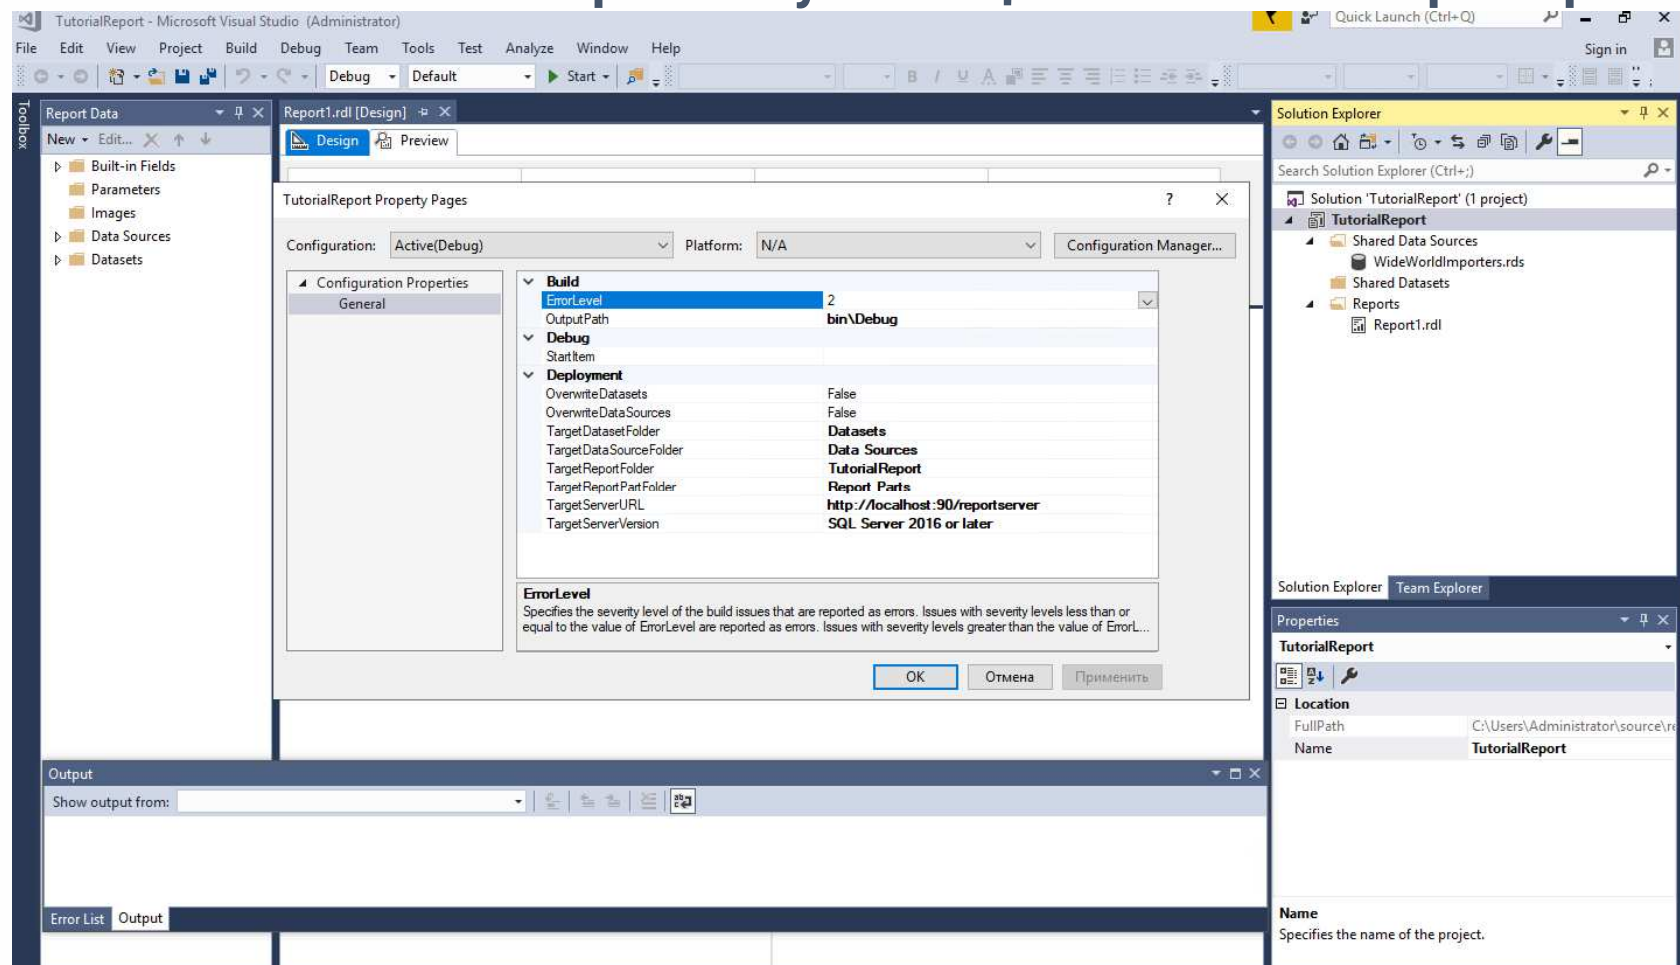 TutorialReport - Microsoft Visual Studio (Administrator)
Quick Launch (Ctrl+Q)
File Edit View Project Build Debug Team Tools Test Analyze Window Help
Sign in
Debug Default Start
B I U A
Toolbox
Report Data
New Edit...
Built-in Fields
Parameters
Images
Data Sources
Datasets
Report1.rdl [Design]
Design Preview
TutorialReport Property Pages ? X
Configuration: Active(Debug) Platform: N/A Configuration Manager...
Configuration Properties
General
Build
ErrorLevel 2
OutputPath bin\Debug
Debug
StartItem
Deployment
OverwriteDatasets False
OverwriteDataSources False
TargetDatasetFolder Datasets
TargetDataSourceFolder Data Sources
TargetReportFolder TutorialReport
TargetReportPartFolder Report Parts
TargetServerURL http://localhost:90/reportserver
TargetServerVersion SQL Server 2016 or later
ErrorLevel
Specifies the severity level of the build issues that are reported as errors. Issues with severity levels less than or
equal to the value of ErrorLevel are reported as errors. Issues with severity levels greater than the value of ErrorL...
OK Отмена Применить
Output
Show output from:
Error List Output
Solution Explorer
Search Solution Explorer (Ctrl+;)
Solution 'TutorialReport' (1 project)
TutorialReport
Shared Data Sources
WideWorldImporters.rds
Shared Datasets
Reports
Report1.rdl
Solution Explorer Team Explorer
Properties
TutorialReport
Location
FullPath C:\Users\Administrator\source\re
Name TutorialReport
Name
Specifies the name of the project.